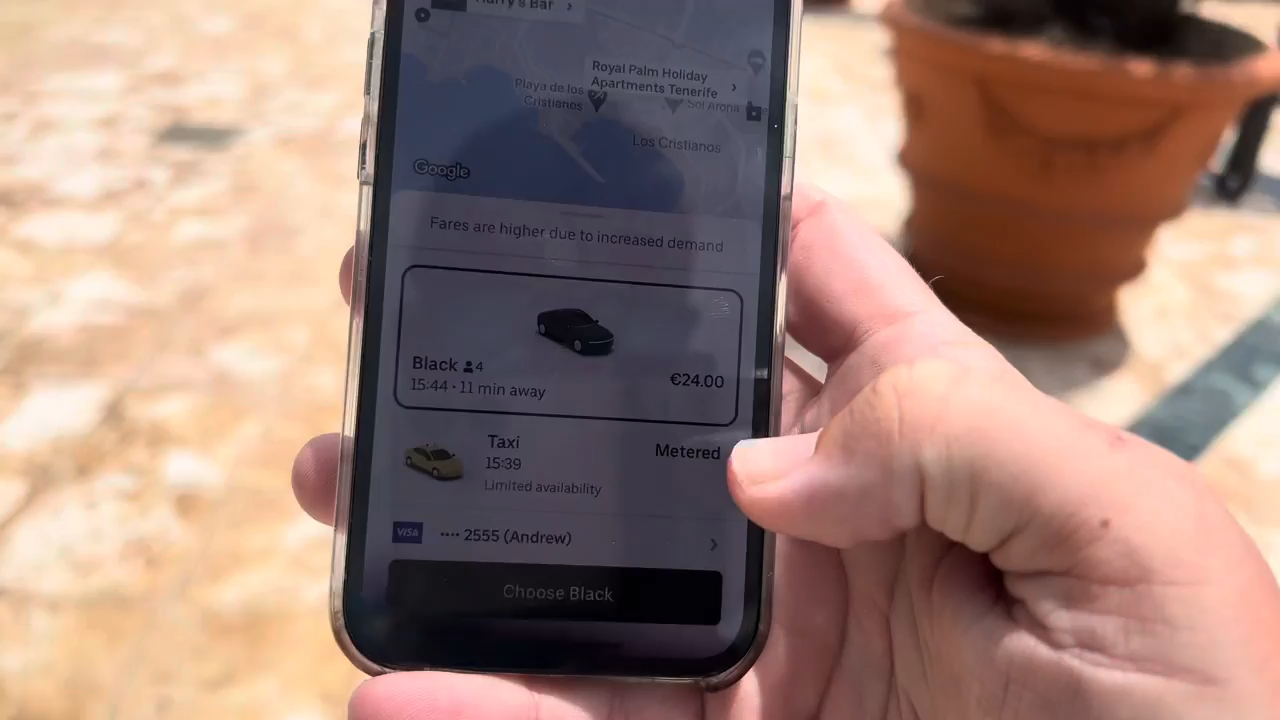 Harry's Bar
Royal Palm Holiday
Apartments Tenerife
Playa de los
Cristianos
Sol Arona
Los Cristianos
Google
Fares are higher due to increased demand
Black 4
€24.00
15:44 · 11 min away
Taxi
Metered
15:39
Limited availability
VISA
•••• 2555 (Andrew)
Choose Black